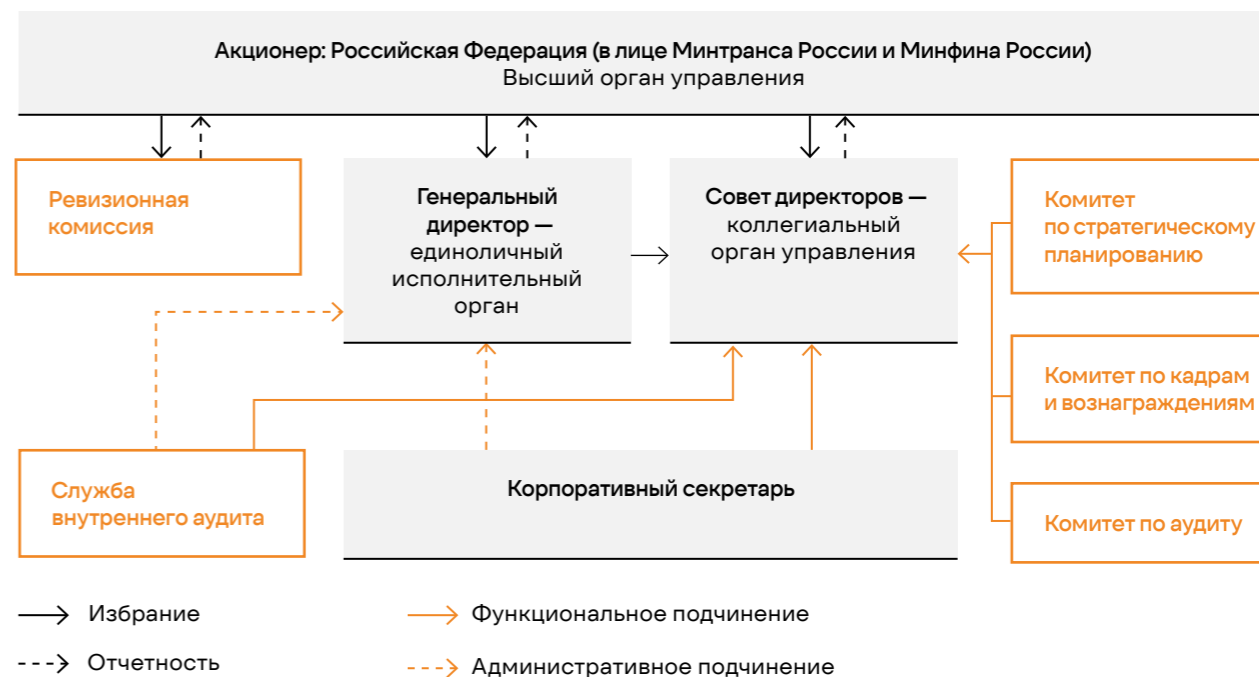 Акционер: Российская Федерация (в лице Минтранса России и Минфина России)
Высший орган управления
Ревизионная
комиссия
Генеральный
директор —
единоличный
исполнительный
орган
Совет директоров —
коллегиальный
орган управления
Комитет
по стратегическому
планированию
Комитет по кадрам
и вознаграждениям
Комитет по аудиту
Служба
внутреннего аудита
Корпоративный секретарь
Избрание
Функциональное подчинение
Отчетность
Административное подчинение